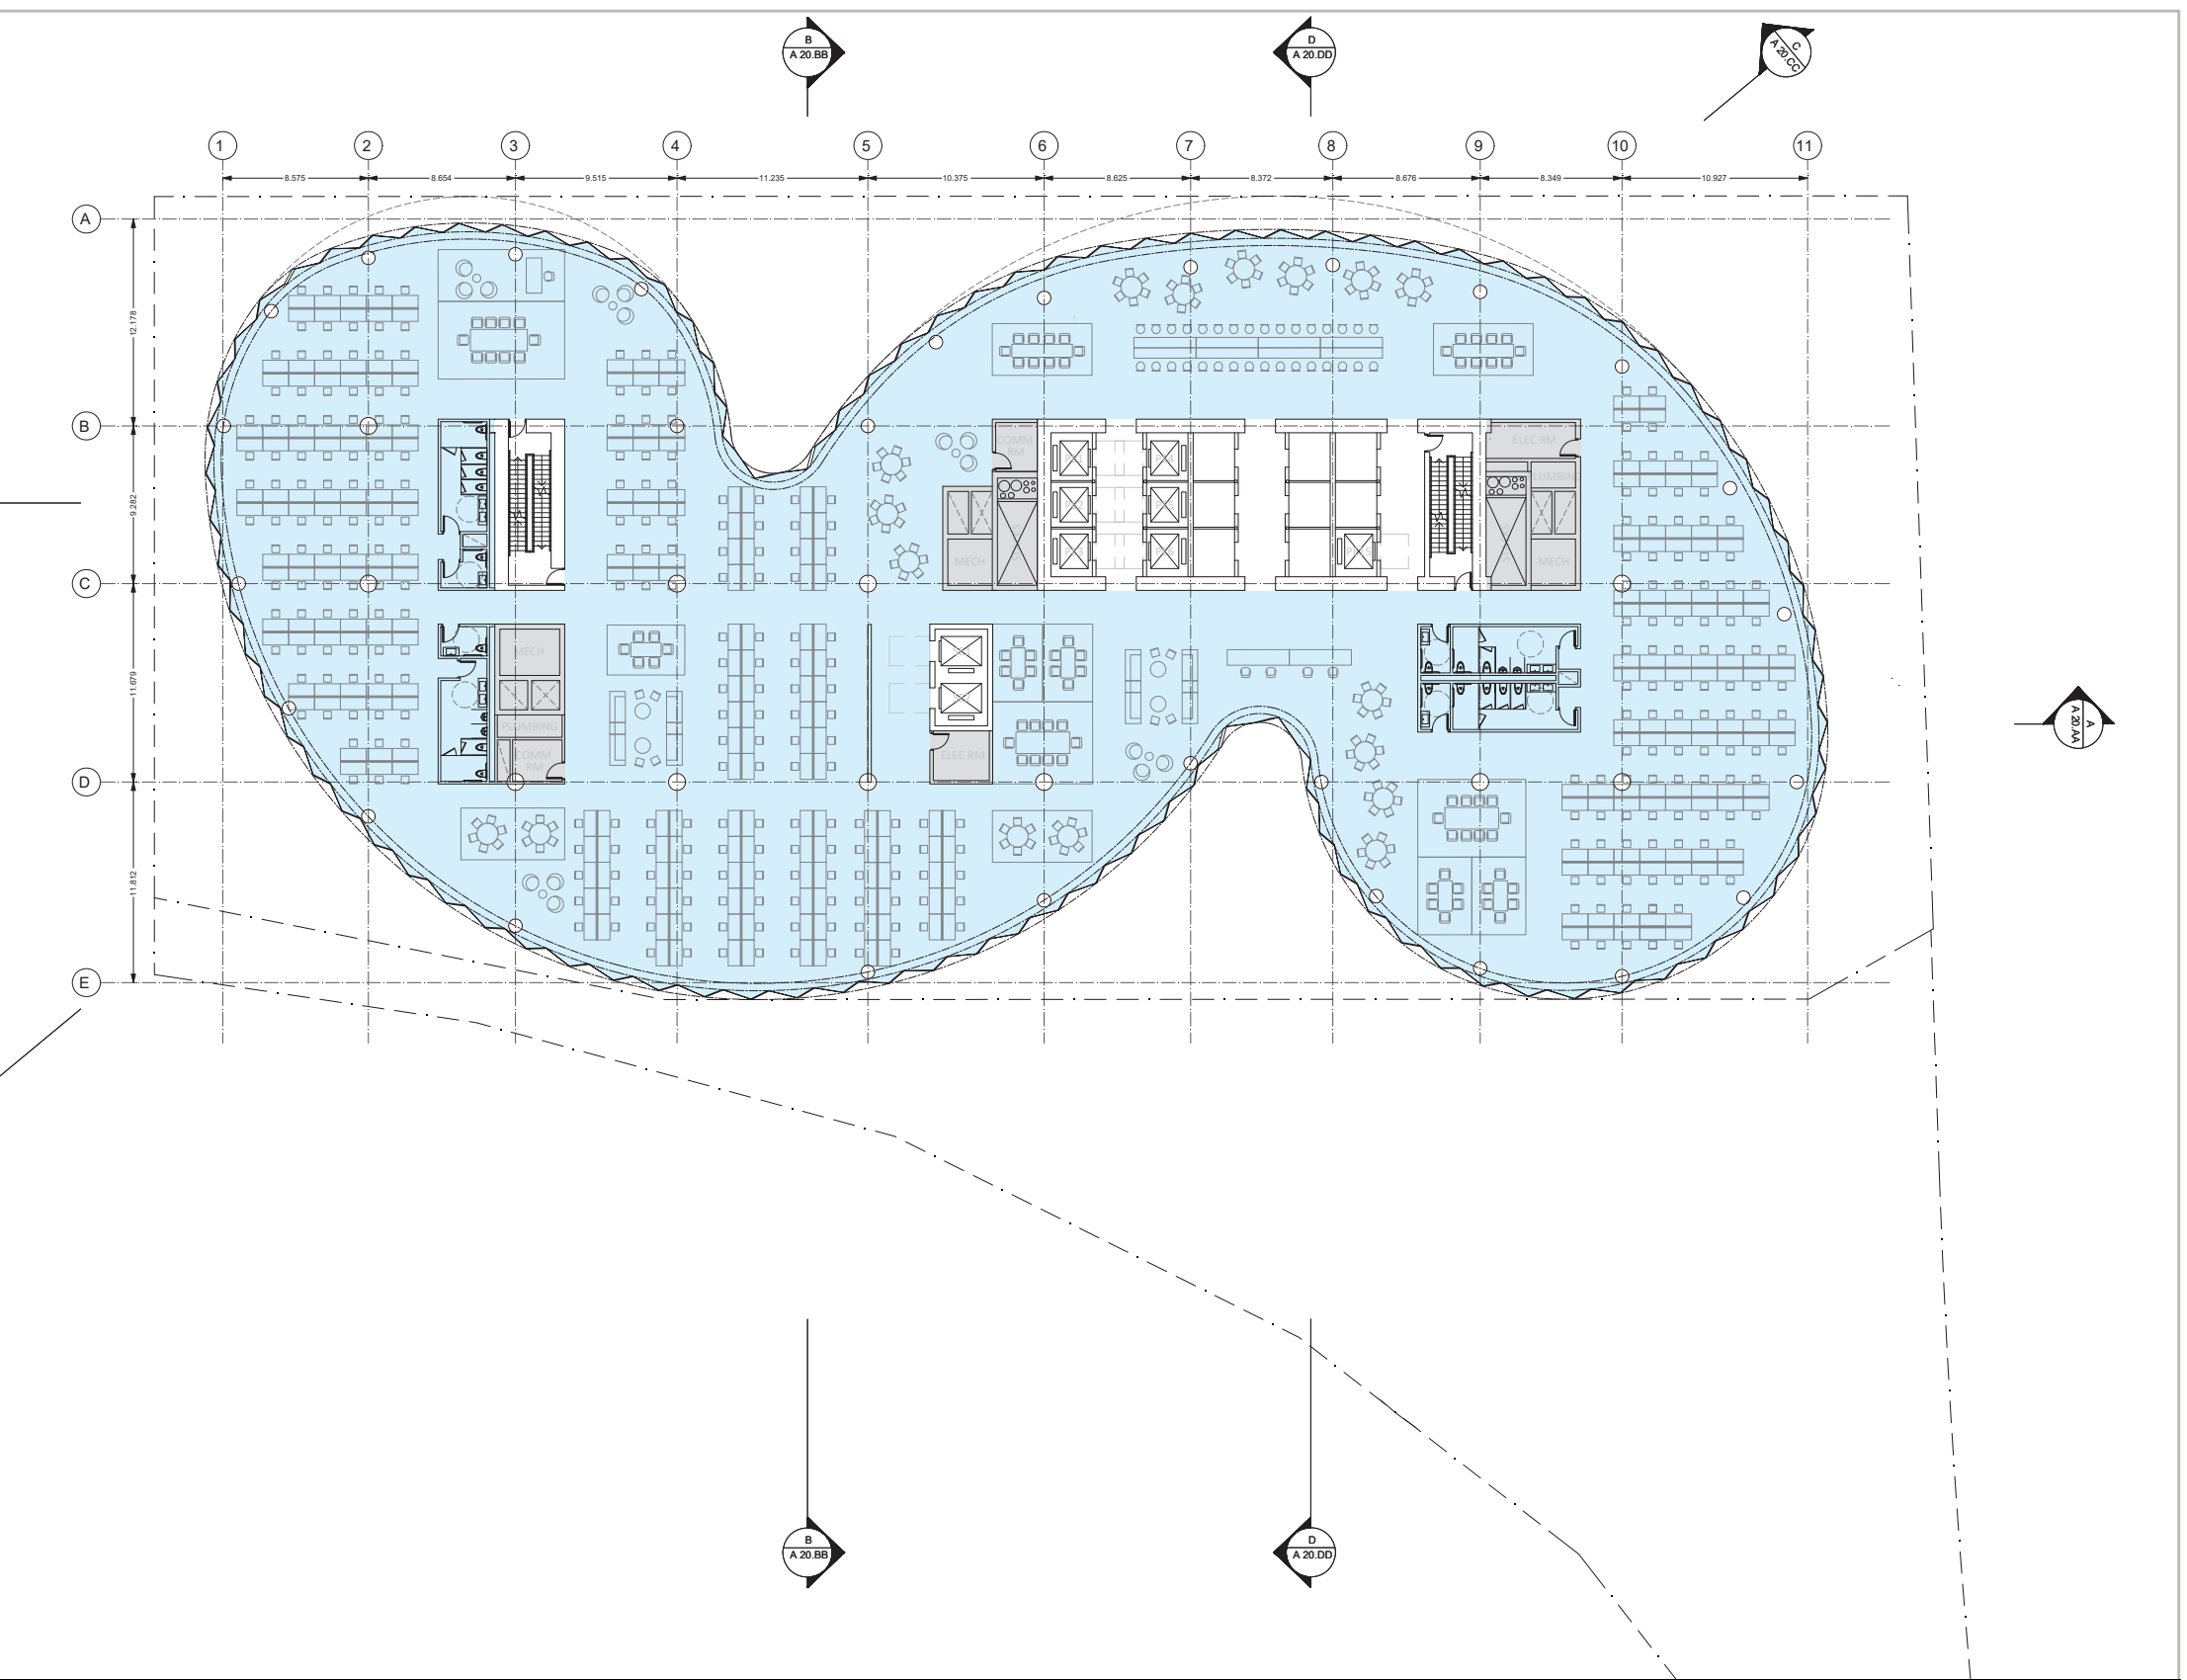 B
A 20.BB
D
A 20.DD
C
A 20.CC
1
2
3
4
5
6
7
8
9
10
11
8.575
8.654
9.515
11.235
10.375
8.625
8.372
8.676
8.349
10.927
A
12.178
B
COMM
RM
ELEC RM
PLUMBING
9.282
MECH
MECH
C
MECH
11.679
A
A 20.AA
PLUMBING
COMM
RM
ELEC RM
D
11.812
E
B
A 20.BB
D
A 20.DD